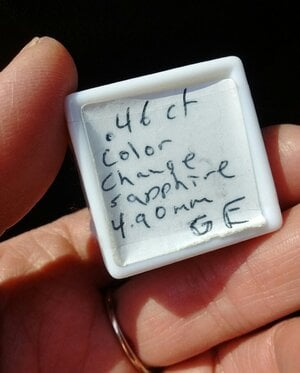 .46 ct
Color
Change
sapphire
4.90mm
GE